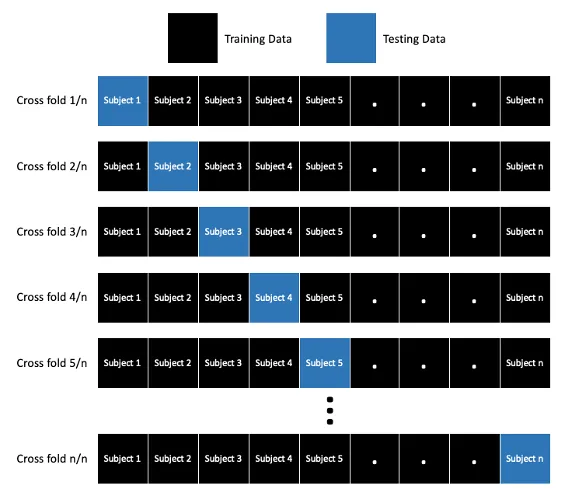 Training Data Testing Data
Cross fold 1/n Subject 1 Subject 2 Subject 3 Subject 4 Subject 5 . . . Subject n
Cross fold 2/n Subject 1 Subject 2 Subject 3 Subject 4 Subject 5 . . . Subject n
Cross fold 3/n Subject 1 Subject 2 Subject 3 Subject 4 Subject 5 . . . Subject n
Cross fold 4/n Subject 1 Subject 2 Subject 3 Subject 4 Subject 5 . . . Subject n
Cross fold 5/n Subject 1 Subject 2 Subject 3 Subject 4 Subject 5 . . . Subject n
Cross fold n/n Subject 1 Subject 2 Subject 3 Subject 4 Subject 5 . . . Subject n